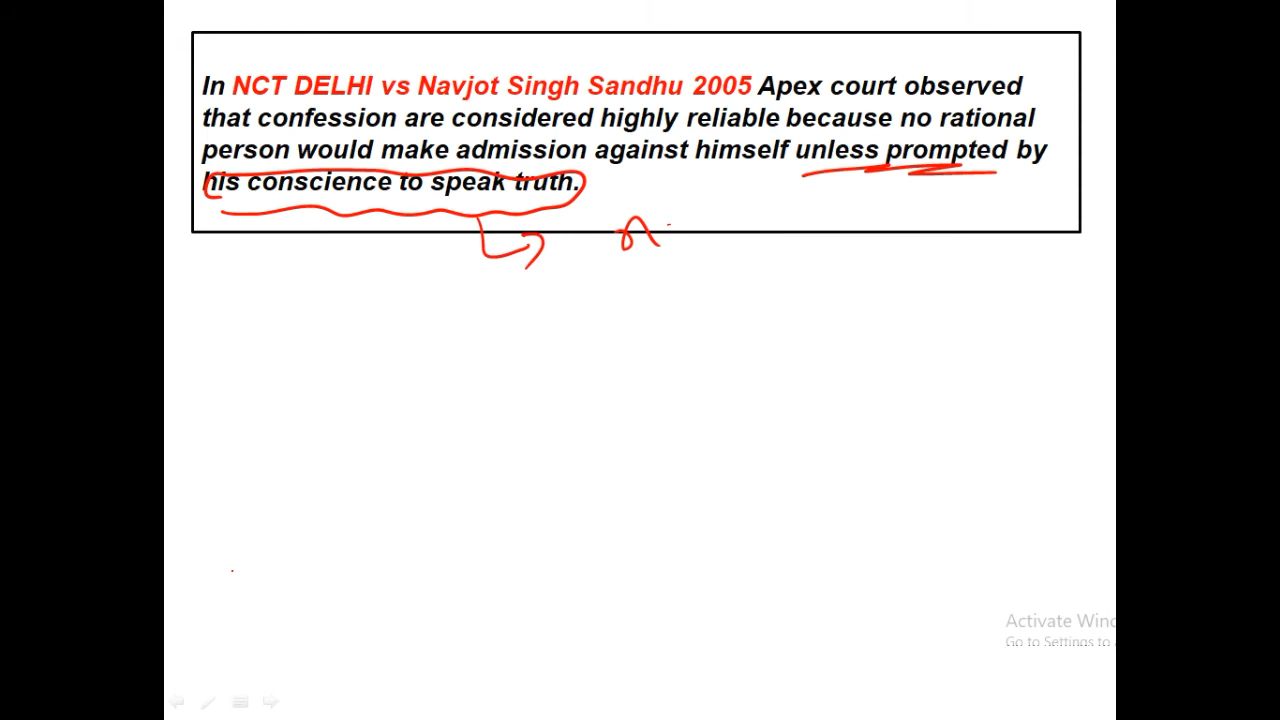 In NCT DELHI vs Navjot Singh Sandhu 2005 Apex court observed
that confession are considered highly reliable because no rational
person would make admission against himself unless prompted by
his conscience to speak truth.
Activate Winc
Go to Settings to